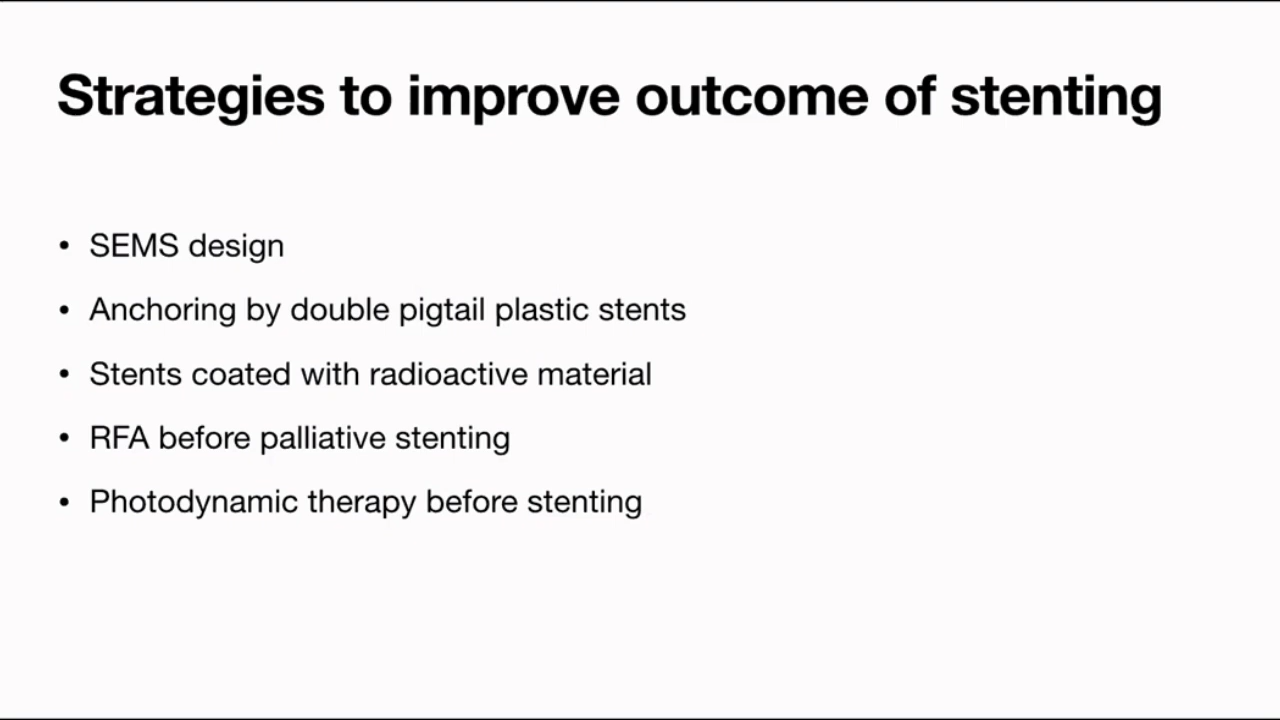 Strategies to improve outcome of stenting
• SEMS design
• Anchoring by double pigtail plastic stents
• Stents coated with radioactive material
• RFA before palliative stenting
• Photodynamic therapy before stenting